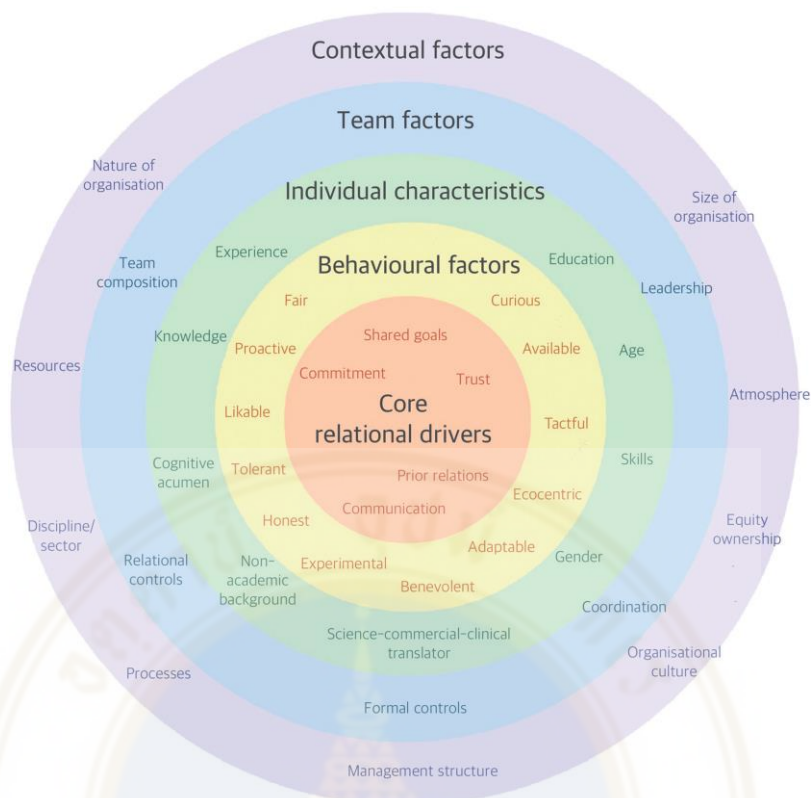 Contextual factors
Team factors
Nature of
organisation
Individual characteristics
Size of
organisation
Experience
Education
Behavioural factors
Team
composition
Leadership
Fair
Curious
Knowledge
Shared goals
Proactive
Available
Age
Resources
Commitment
Trust
Atmosphere
Core
relational drivers
Likable
Tactful
Cognitive
acumen
Tolerant
Prior relations
Skills
Ecocentric
Communication
Discipline/
sector
Honest
Equity
ownership
Adaptable
Relational
controls
Non-
academic
background
Experimental
Gender
Benevolent
Coordination
Science-commercial-clinical
translator
Organisational
culture
Processes
Formal controls
Management structure